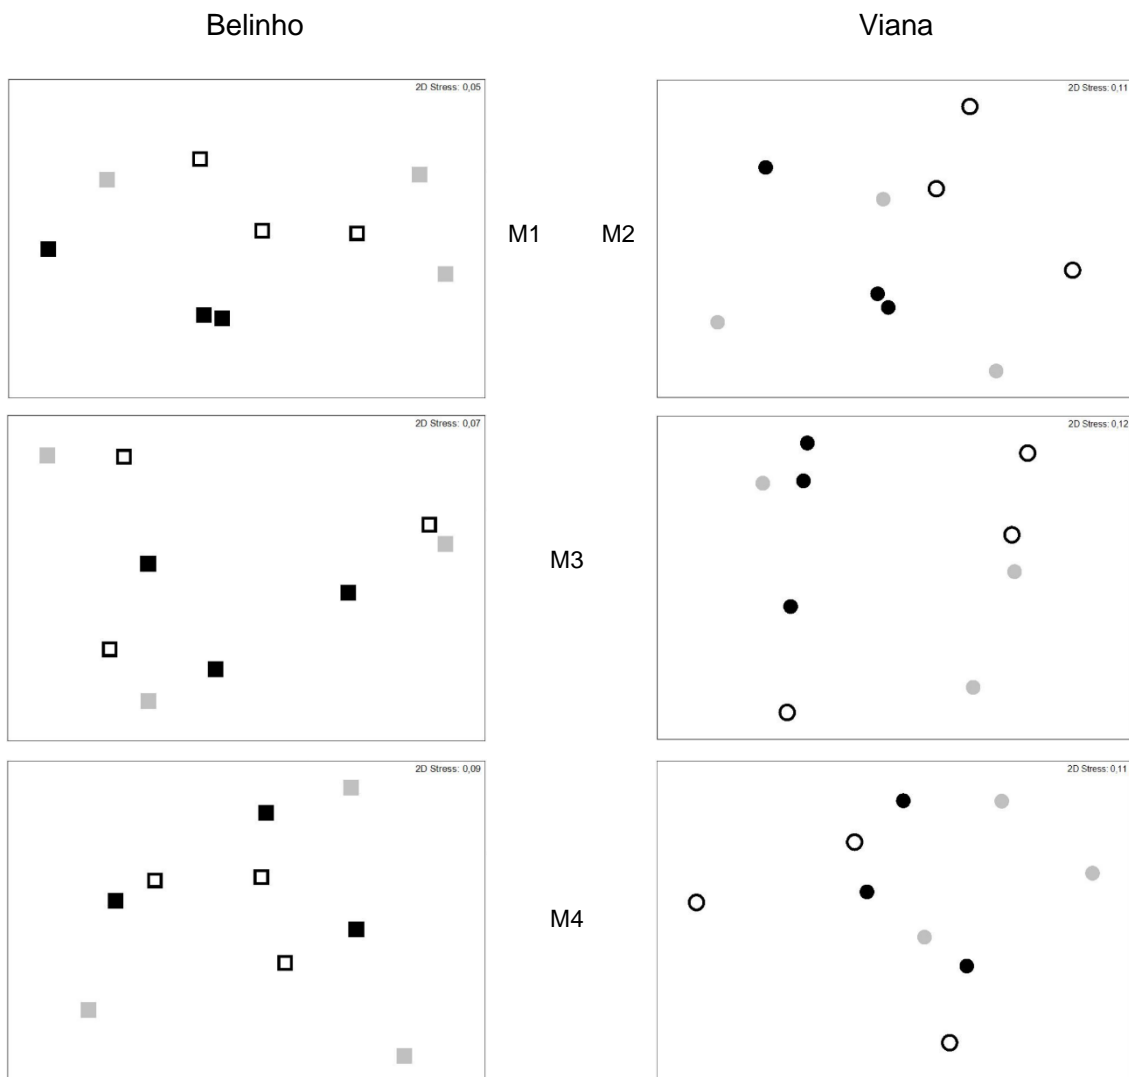 Belinho
Viana
2D Stress: 0,05
2D Stress: 0,11
M1
M2
2D Stress: 0,07
2D Stress: 0,12
M3
2D Stress: 0,09
2D Stress: 0,11
M4